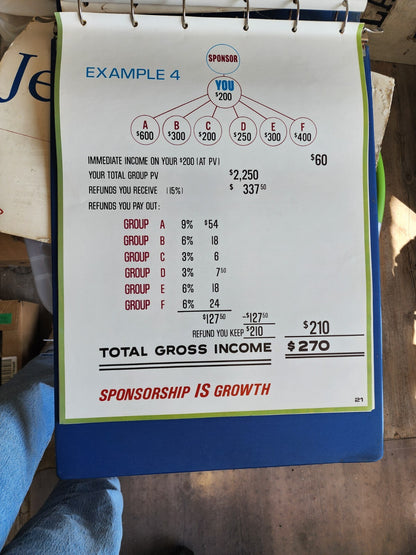 Je
SPONSOR
EXAMPLE 4
YOU
$200
A B C D E F
$600 $300 $200 $250 $300 $400
IMMEDIATE INCOME ON YOUR $200 (AT PV) $60
YOUR TOTAL GROUP PV $2,250
REFUNDS YOU RECEIVE (15%) $ 337 50
REFUNDS YOU PAY OUT:
GROUP A 9% $54
GROUP B 6% 18
GROUP C 3% 6
GROUP D 3% 7 50
GROUP E 6% 18
GROUP F 6% 24
$127 50 -$127 50
REFUND YOU KEEP $210 $210
TOTAL GROSS INCOME $270
SPONSORSHIP IS GROWTH
21